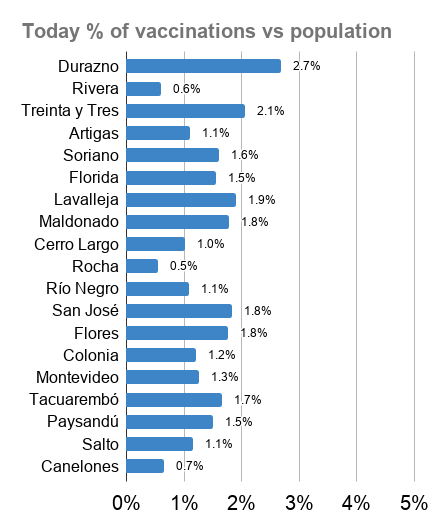 Today % of vaccinations vs population
Durazno 2.7%
Rivera 0.6%
Treinta y Tres 2.1%
Artigas 1.1%
Soriano 1.6%
Florida 1.5%
Lavalleja 1.9%
Maldonado 1.8%
Cerro Largo 1.0%
Rocha 0.5%
Río Negro 1.1%
San José 1.8%
Flores 1.8%
Colonia 1.2%
Montevideo 1.3%
Tacuarembó 1.7%
Paysandú 1.5%
Salto 1.1%
Canelones 0.7%
0% 1% 2% 3% 4% 5%